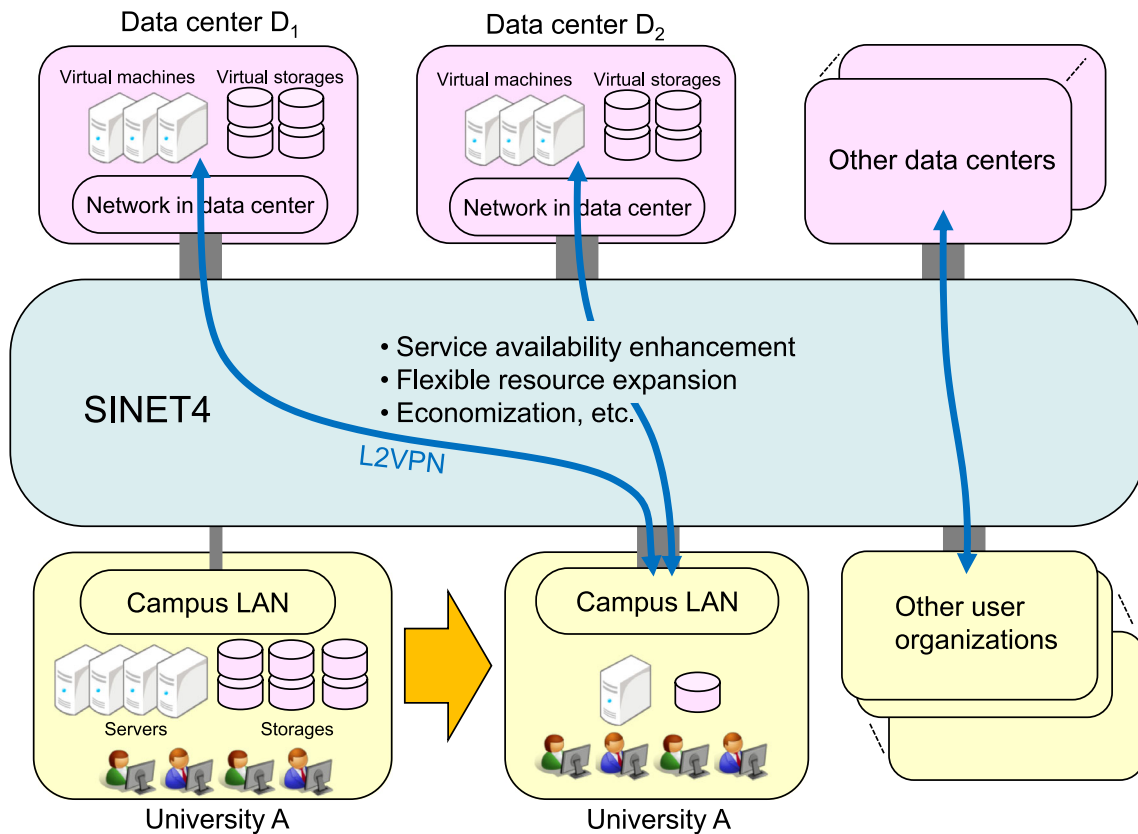 Data center D₁
Data center D₂
Virtual machines
Virtual storages
Virtual machines
Virtual storages
Other data centers
Network in data center
Network in data center
• Service availability enhancement
• Flexible resource expansion
• Economization, etc.
SINET4
L2VPN
Campus LAN
Campus LAN
Other user
organizations
Servers
Storages
University A
University A